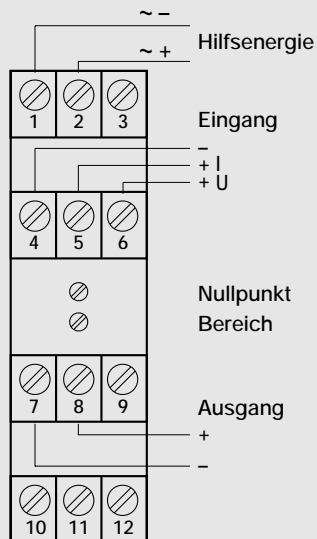 ~ –
Hilfsenergie
~ +
1 2 3
Eingang
–
+ I
+ U
4 5 6
Nullpunkt
Bereich
7 8 9
Ausgang
+
–
10 11 12